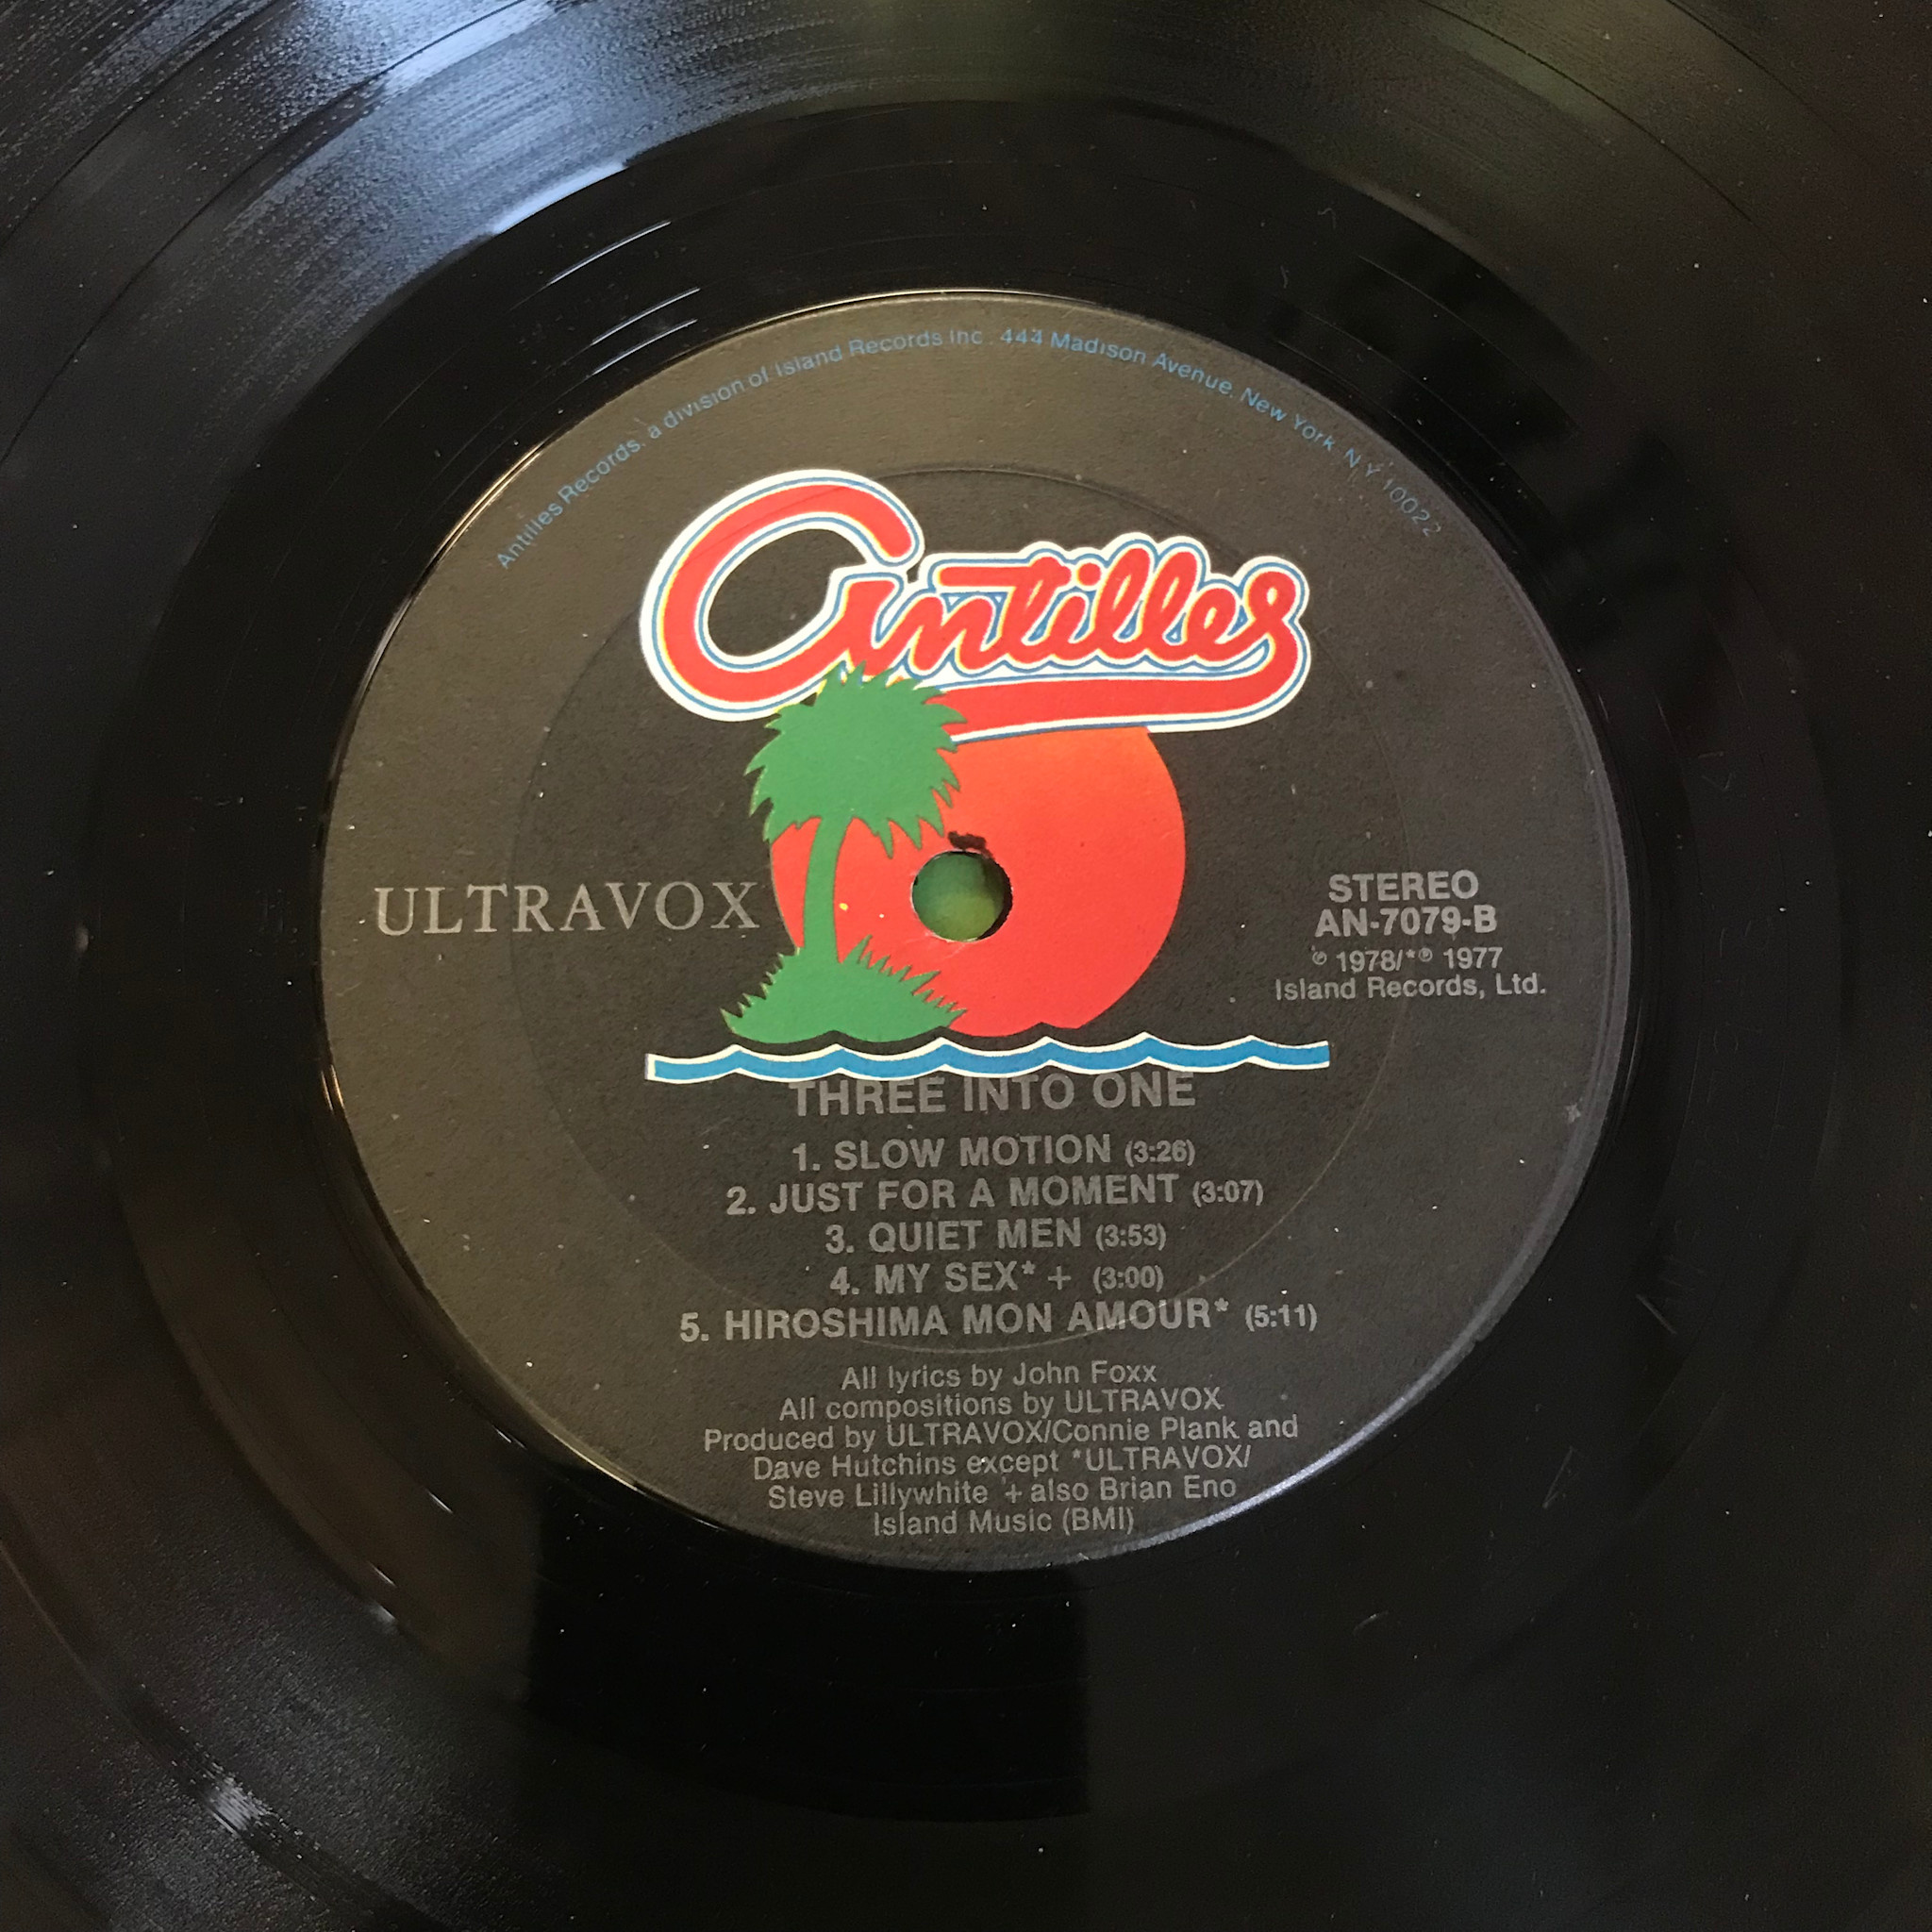 Antilles Records, a division of Island Records Inc. 444 Madison Avenue, New York, N.Y. 10022
Antilles
ULTRAVOX
STEREO
AN-7079-B
℗ 1978/*℗ 1977
Island Records, Ltd.
THREE INTO ONE
1. SLOW MOTION (3:26)
2. JUST FOR A MOMENT (3:07)
3. QUIET MEN (3:53)
4. MY SEX* + (3:00)
5. HIROSHIMA MON AMOUR* (5:11)
All lyrics by John Foxx
All compositions by ULTRAVOX
Produced by ULTRAVOX/Connie Plank and
Dave Hutchins except *ULTRAVOX/
Steve Lillywhite + also Brian Eno
Island Music (BMI)